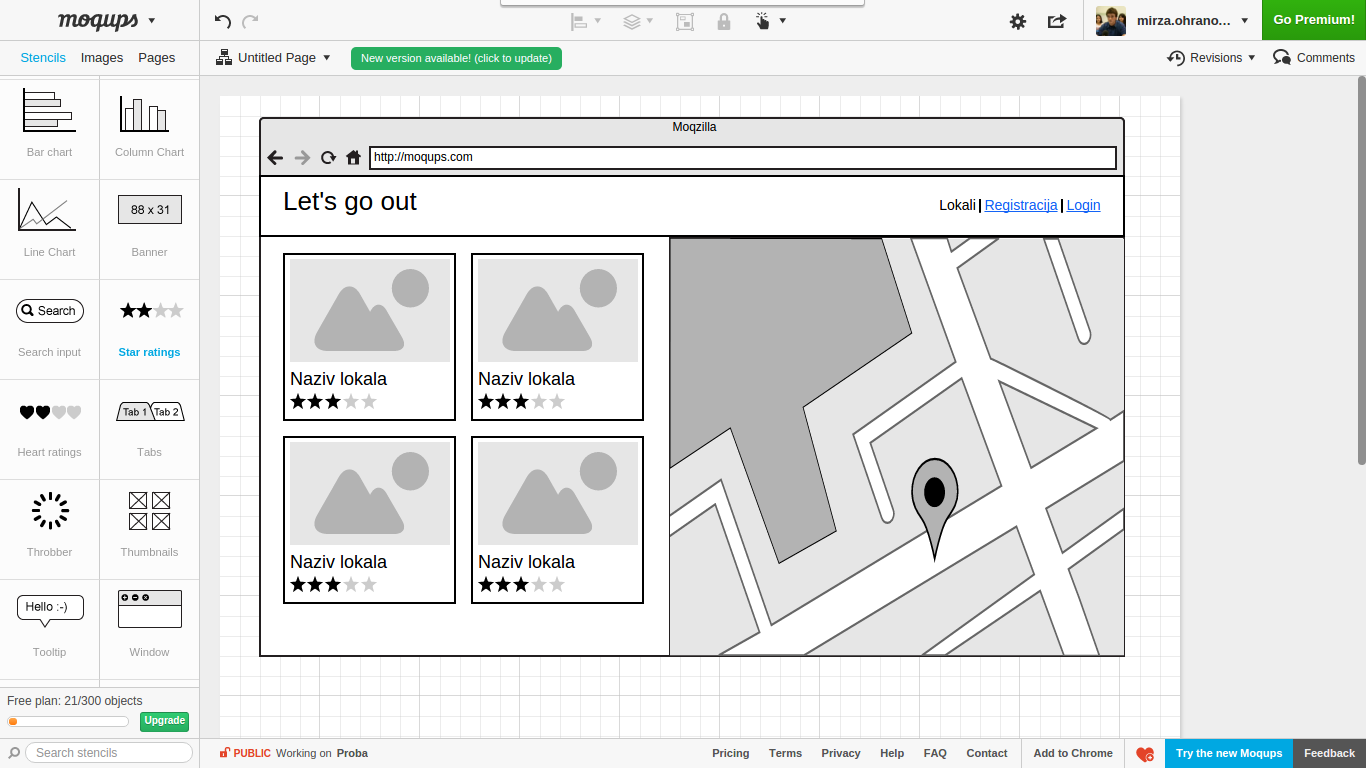 moqups
mirza.ohrano...
Go Premium!
Stencils Images Pages
Untitled Page
New version available! (click to update)
Revisions
Comments
Bar chart
Column Chart
88 x 31
Line Chart
Banner
Search
Search input
Star ratings
Tab 1 Tab 2
Heart ratings
Tabs
Throbber
Thumbnails
Hello :-)
Tooltip
Window
Free plan: 21/300 objects
Upgrade
Search stencils
Moqzilla
http://moqups.com
Let's go out
Lokali | Registracija | Login
Naziv lokala
Naziv lokala
Naziv lokala
Naziv lokala
PUBLIC Working on Proba
Pricing Terms Privacy Help FAQ Contact Add to Chrome
Try the new Moqups
Feedback